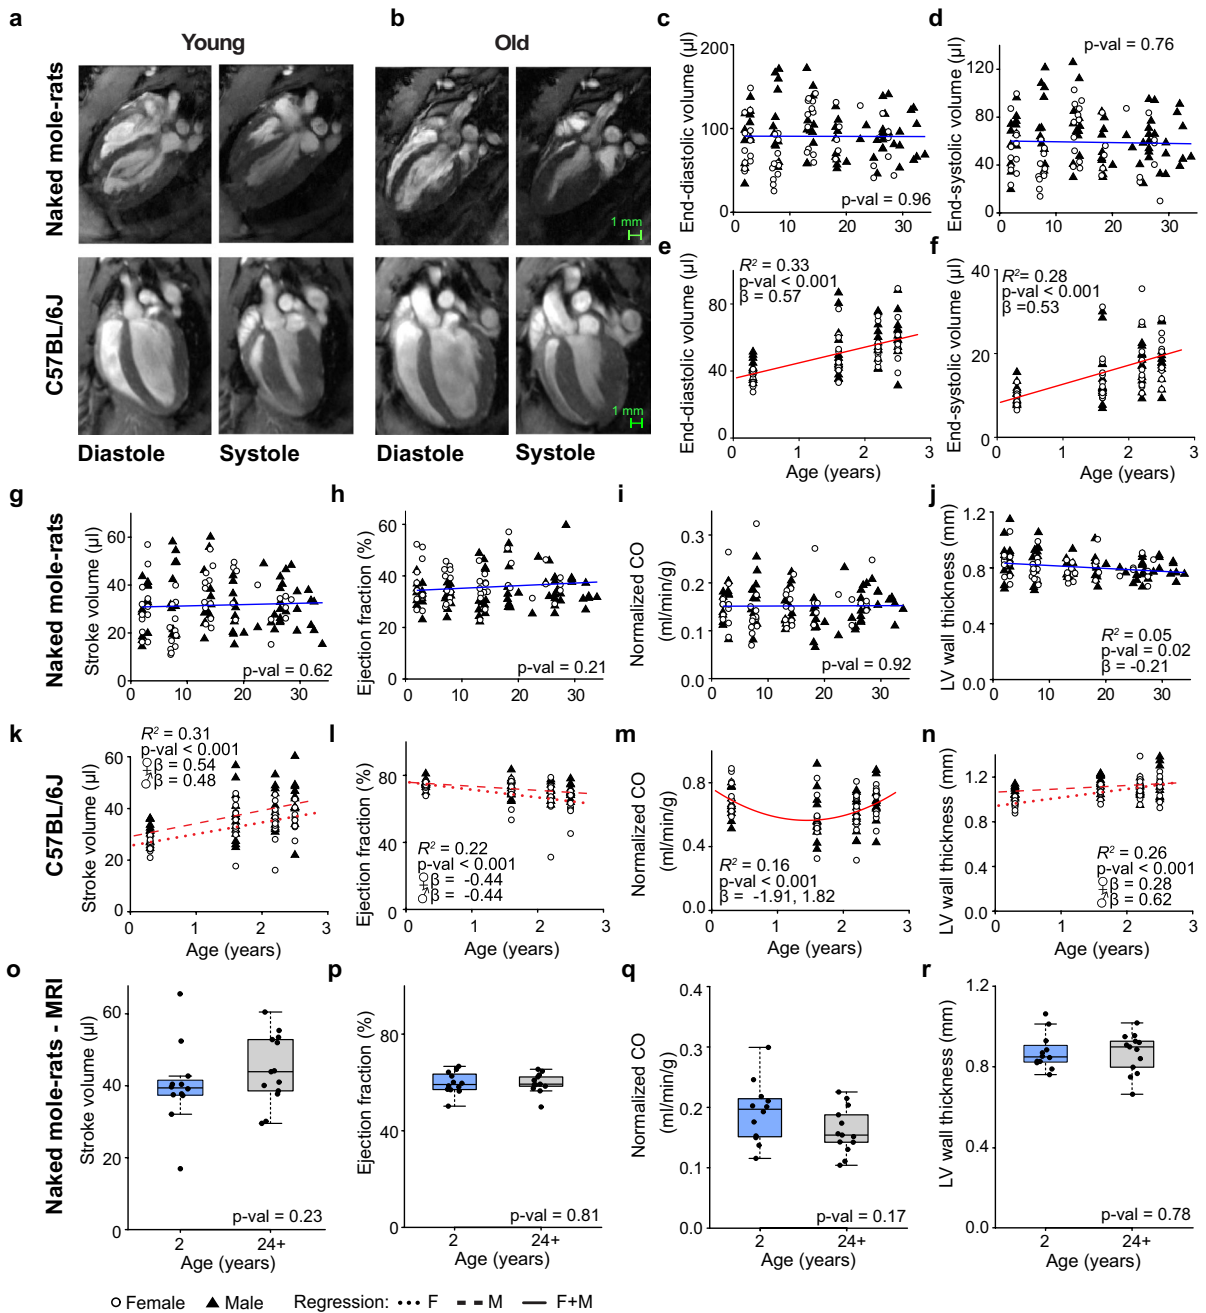 a
b
c
d
Young
Old
Naked mole-rats
1 mm
C57BL/6J
1 mm
Diastole
Systole
Diastole
Systole
End-diastolic volume (µl)
200
100
0
0
10
20
30
p-val = 0.96
End-systolic volume (µl)
120
80
40
0
0
10
20
30
p-val = 0.76
e
End-diastolic volume (µl)
80
40
0
0
1
2
3
Age (years)
R² = 0.33
p-val < 0.001
β = 0.57
f
End-systolic volume (µl)
40
20
0
0
1
2
3
Age (years)
R² = 0.28
p-val < 0.001
β =0.53
g
Naked mole-rats
Stroke volume (µl)
60
40
20
0
0
10
20
30
p-val = 0.62
h
Ejection fraction (%)
60
40
20
0
0
10
20
30
p-val = 0.21
i
Normalized CO
(ml/min/g)
0.3
0.2
0.1
0.0
0
10
20
30
p-val = 0.92
j
LV wall thickness (mm)
1.2
0.8
0.4
0.0
0
10
20
30
R² = 0.05
p-val = 0.02
β = -0.21
k
C57BL/6J
Stroke volume (µl)
60
40
20
0
0
1
2
3
Age (years)
R² = 0.31
p-val < 0.001
♀β = 0.54
♂β = 0.48
l
Ejection fraction (%)
80
40
0
0
1
2
3
Age (years)
R² = 0.22
p-val < 0.001
♀β = -0.44
♂β = -0.44
m
Normalized CO
(ml/min/g)
0.8
0.4
0.0
0
1
2
3
Age (years)
R² = 0.16
p-val < 0.001
β = -1.91, 1.82
n
LV wall thickness (mm)
1.2
0.8
0.4
0.0
0
1
2
3
Age (years)
R² = 0.26
p-val < 0.001
♀β = 0.28
♂β = 0.62
o
Naked mole-rats - MRI
Stroke volume (µl)
60
40
20
0
2
24+
Age (years)
p-val = 0.23
p
Ejection fraction (%)
80
40
0
2
24+
Age (years)
p-val = 0.81
q
Normalized CO
(ml/min/g)
0.4
0.3
0.2
0.1
0.0
2
24+
Age (years)
p-val = 0.17
r
LV wall thickness (mm)
1.2
0.8
0.4
0.0
2
24+
Age (years)
p-val = 0.78
Female
Male
Regression:
F
M
F+M